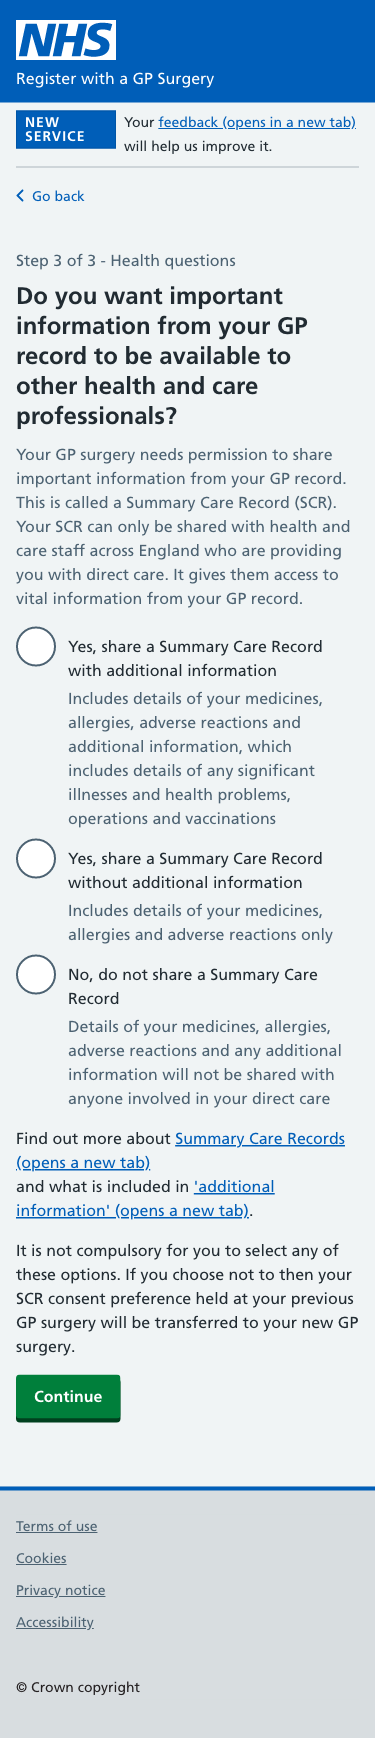 NHS
Register with a GP Surgery
NEW
SERVICE
Your feedback (opens in a new tab)
will help us improve it.
Go back
Step 3 of 3 - Health questions
Do you want important
information from your GP
record to be available to
other health and care
professionals?
Your GP surgery needs permission to share
important information from your GP record.
This is called a Summary Care Record (SCR).
Your SCR can only be shared with health and
care staff across England who are providing
you with direct care. It gives them access to
vital information from your GP record.
Yes, share a Summary Care Record
with additional information
Includes details of your medicines,
allergies, adverse reactions and
additional information, which
includes details of any significant
illnesses and health problems,
operations and vaccinations
Yes, share a Summary Care Record
without additional information
Includes details of your medicines,
allergies and adverse reactions only
No, do not share a Summary Care
Record
Details of your medicines, allergies,
adverse reactions and any additional
information will not be shared with
anyone involved in your direct care
Find out more about Summary Care Records
(opens a new tab)
and what is included in 'additional
information' (opens a new tab).
It is not compulsory for you to select any of
these options. If you choose not to then your
SCR consent preference held at your previous
GP surgery will be transferred to your new GP
surgery.
Continue
Terms of use
Cookies
Privacy notice
Accessibility
© Crown copyright